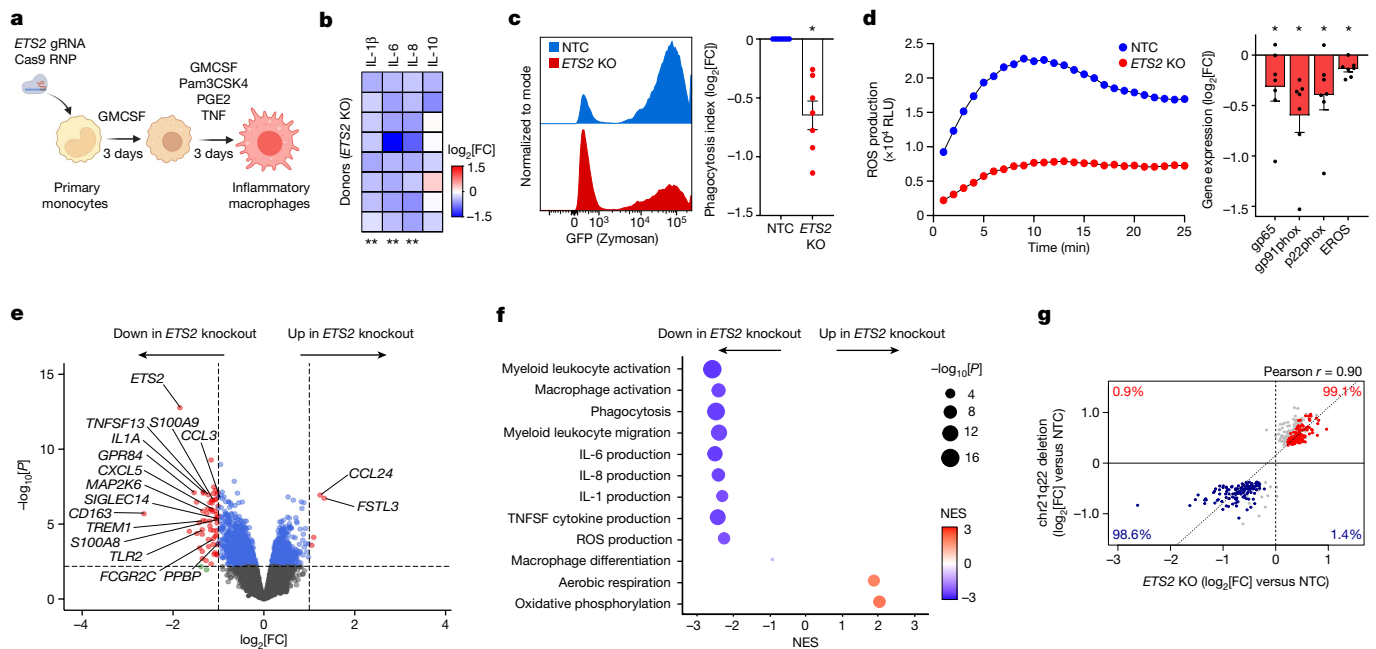 a
ETS2 gRNA
Cas9 RNP
GMCSF
3 days
GMCSF
Pam3CSK4
PGE2
TNF
3 days
Primary
monocytes
Inflammatory
macrophages
b
IL-1β
IL-6
IL-8
IL-10
Donors (ETS2 KO)
** ** **
log2[FC]
1.5
−1.5
c
NTC
ETS2 KO
Normalized to mode
0 10³ 10⁴ 10⁵
GFP (Zymosan)
Phagocytosis index (log2[FC])
0
−0.5
−1.0
−1.5
*
NTC ETS2
KO
d
ROS production
(×10⁴ RLU)
2.5
2.0
1.5
1.0
0.5
0
NTC
ETS2 KO
0 5 10 15 20 25
Time (min)
* * * *
Gene expression (log2[FC])
0
−0.5
−1.0
−1.5
gp65
gp91phox
p22phox
EROS
e
Down in ETS2 knockout
Up in ETS2 knockout
−log10[P]
15
10
5
0
ETS2
TNFSF13 S100A9
IL1A CCL3
GPR84
CXCL5
MAP2K6
SIGLEC14
CD163
TREM1
S100A8
TLR2
FCGR2C PPBP
CCL24
FSTL3
−4 −2 0 2 4
log2[FC]
f
Down in ETS2 knockout
Up in ETS2 knockout
Myeloid leukocyte activation
Macrophage activation
Phagocytosis
Myeloid leukocyte migration
IL-6 production
IL-8 production
IL-1 production
TNFSF cytokine production
ROS production
Macrophage differentiation
Aerobic respiration
Oxidative phosphorylation
−3 −2 −1 0 1 2 3
NES
−log10[P]
4
8
12
16
NES
3
−3
g
Pearson r = 0.90
0.9%
99.1%
98.6%
1.4%
chr21q22 deletion
(log2[FC] versus NTC)
1.0
0
−1.0
−3 −2 −1 0 1
ETS2 KO (log2[FC] versus NTC)